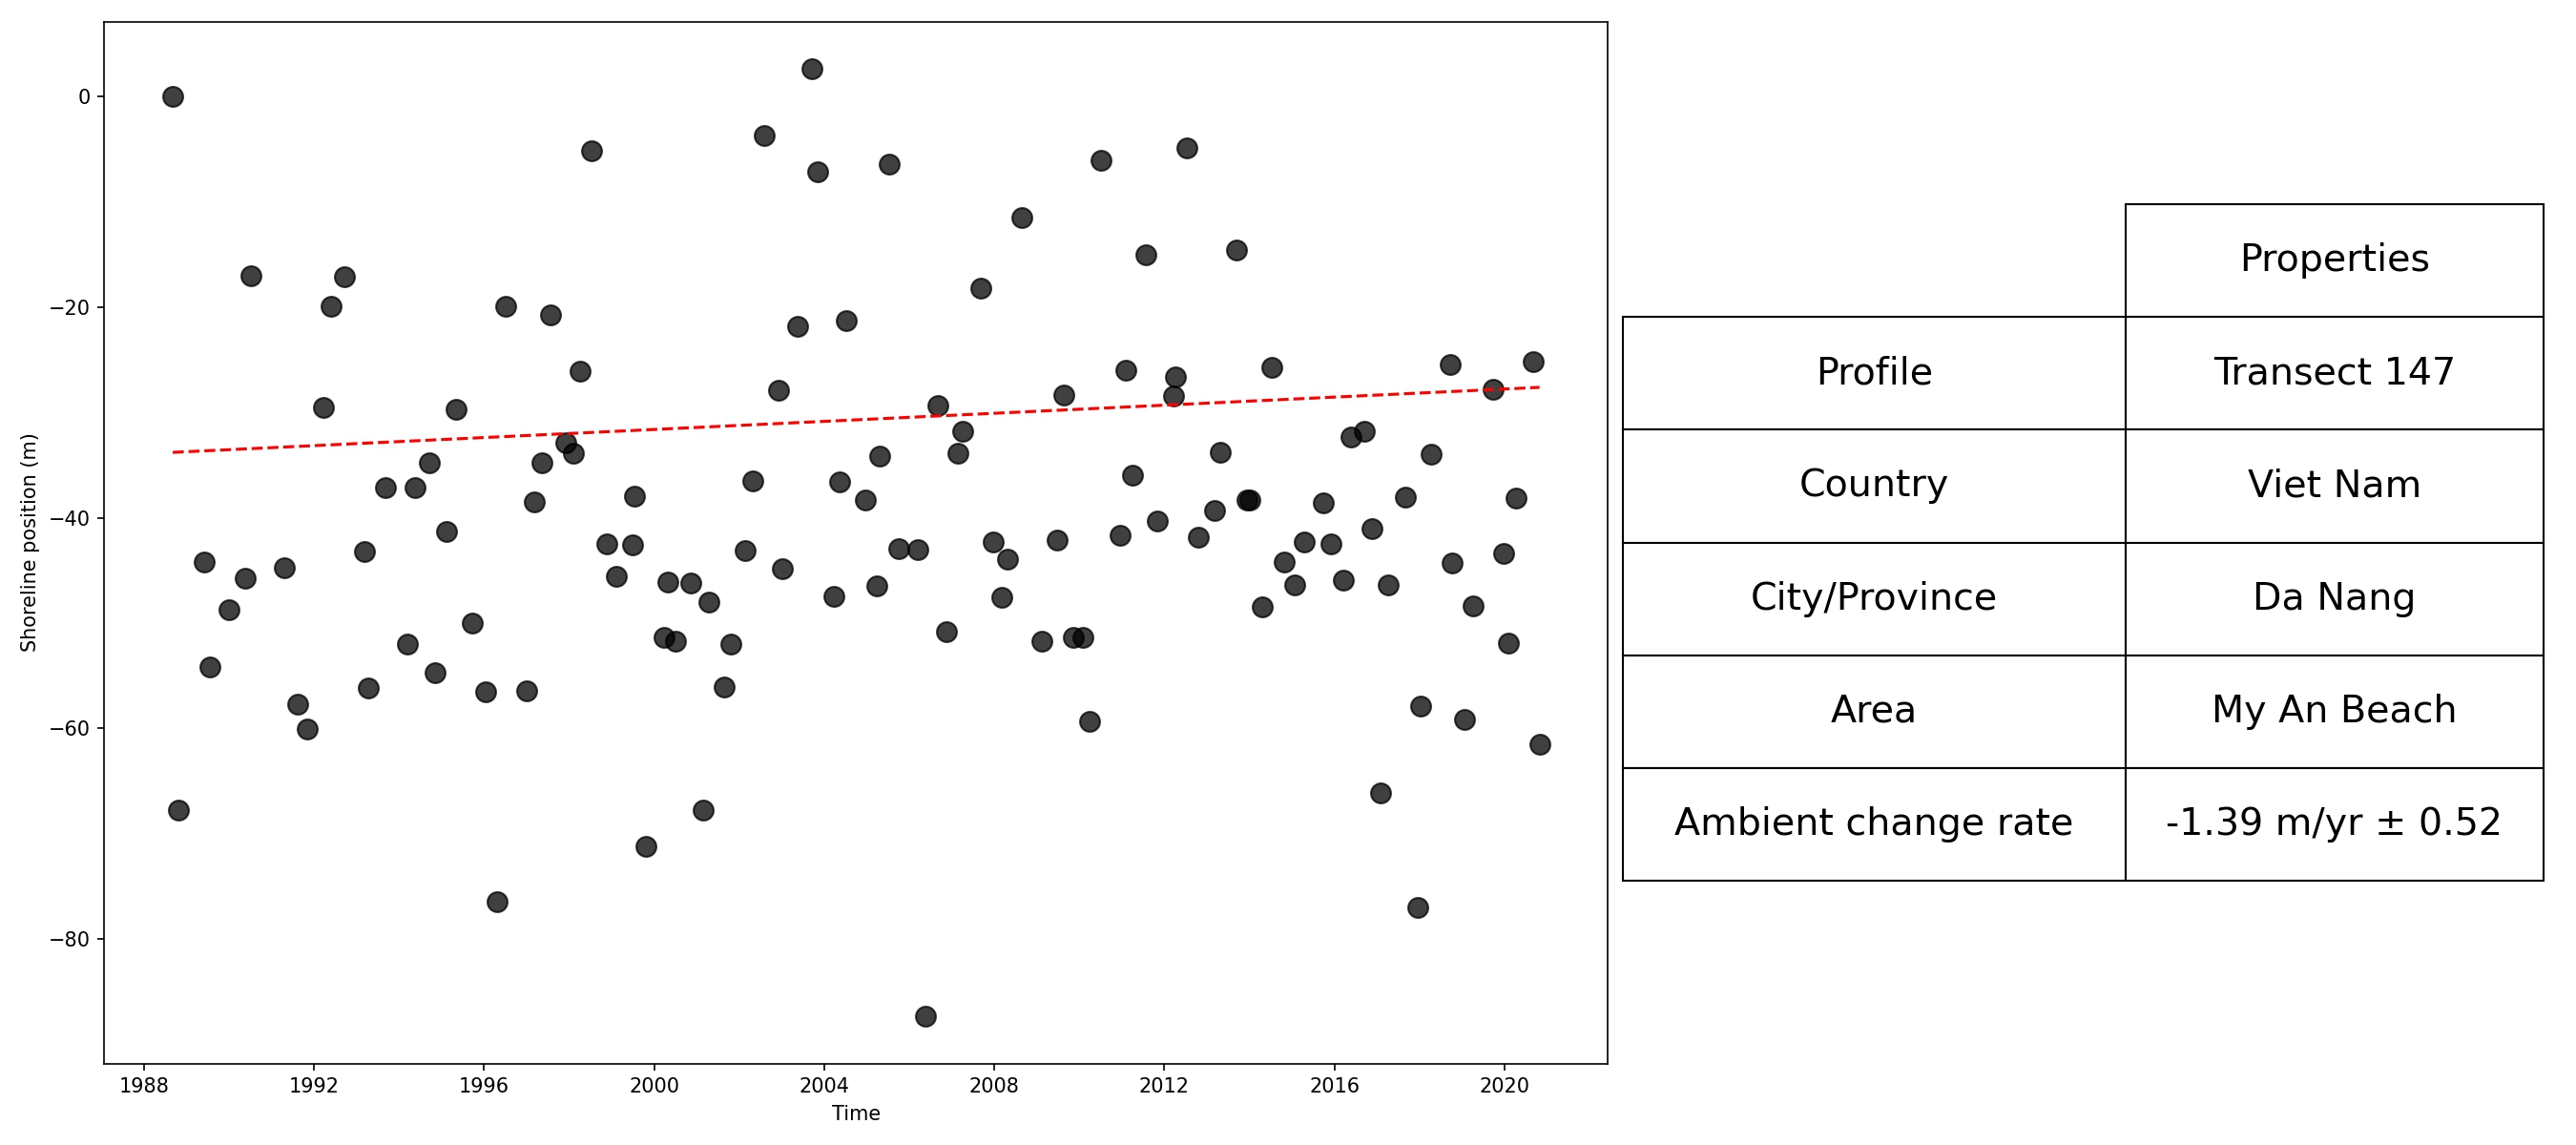 0
−20
−40
−60
−80
Shoreline position (m)
1988 1992 1996 2000 2004 2008 2012 2016 2020
Time
Properties
Profile Transect 147
Country Viet Nam
City/Province Da Nang
Area My An Beach
Ambient change rate -1.39 m/yr ± 0.52